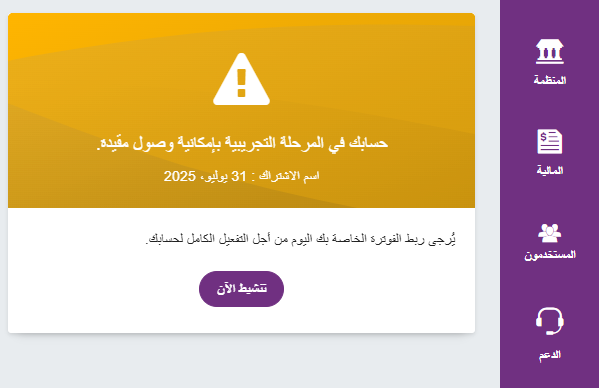 المنظمة
المالية
المستخدمون
الدعم
حسابك في المرحلة التجريبية بإمكانية وصول مقيدة.
اسم الاشتراك : 31 يوليو، 2025
يُرجى ربط الفوترة الخاصة بك اليوم من أجل التفعيل الكامل لحسابك.
تنشيط الآن